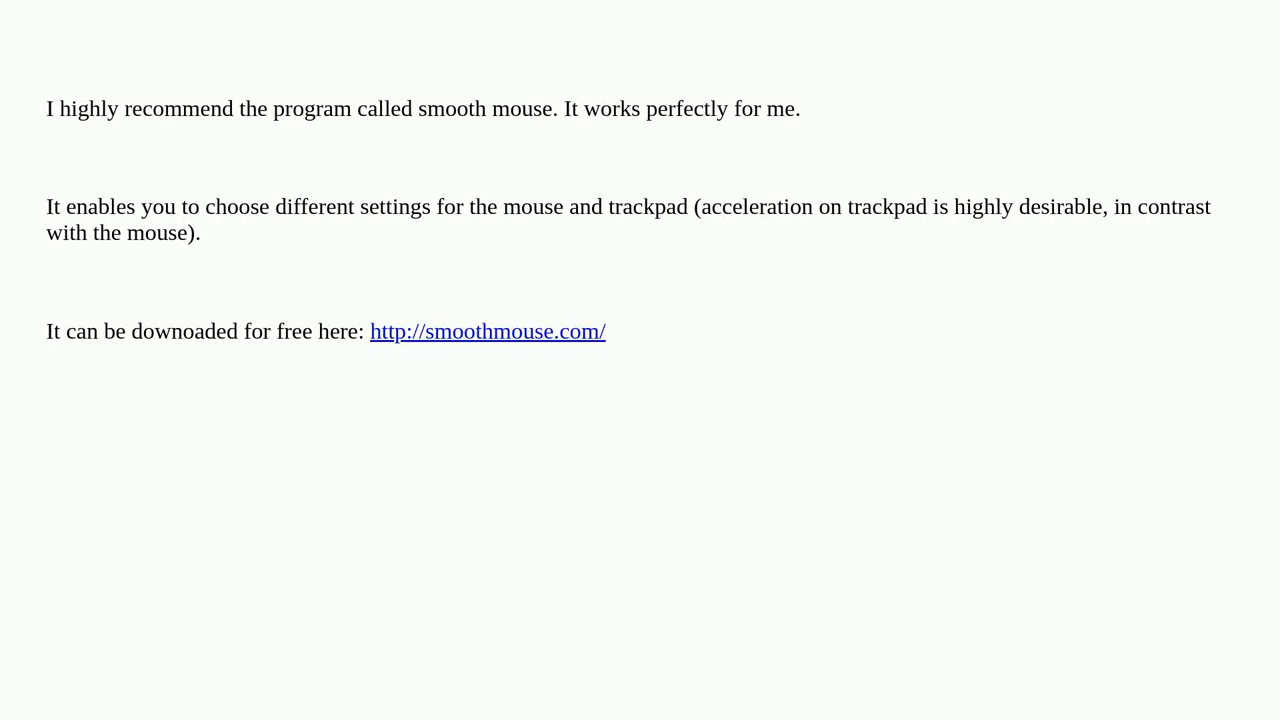 I highly recommend the program called smooth mouse. It works perfectly for me.
It enables you to choose different settings for the mouse and trackpad (acceleration on trackpad is highly desirable, in contrast
with the mouse).
It can be downoaded for free here: http://smoothmouse.com/